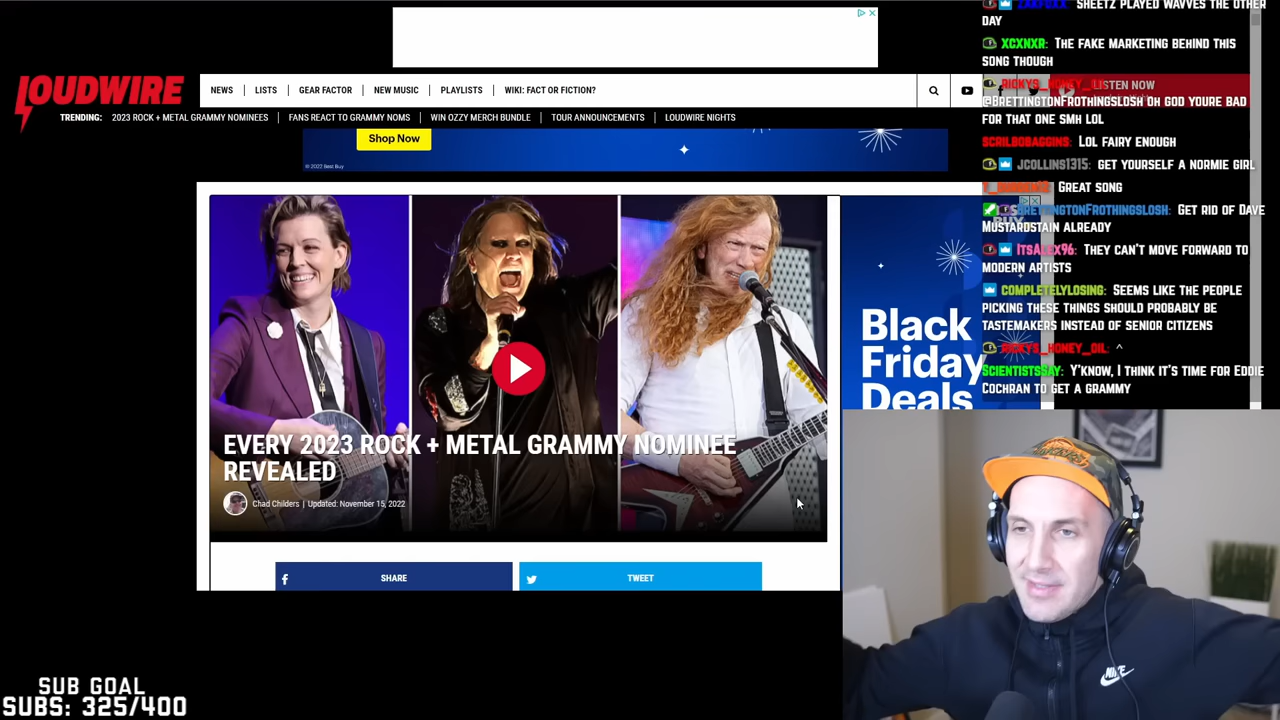 LOUDWIRE
NEWS
LISTS
GEAR FACTOR
NEW MUSIC
PLAYLISTS
WIKI: FACT OR FICTION?
LISTEN NOW
TRENDING:
2023 ROCK + METAL GRAMMY NOMINEES
FANS REACT TO GRAMMY NOMS
WIN OZZY MERCH BUNDLE
TOUR ANNOUNCEMENTS
LOUDWIRE NIGHTS
Shop Now
© 2022 Best Buy
Black
Friday
Deals
EVERY 2023 ROCK + METAL GRAMMY NOMINEE
REVEALED
Chad Childers | Updated: November 15, 2022
SHARE
TWEET
SHEETZ PLAYED WAVVES THE OTHER
DAY
XCXNXR: THE FAKE MARKETING BEHIND THIS
SONG THOUGH
RICKYS_HONEY_OIL:
@BRETTINGTONFROTHINGSLOSH OH GOD YOURE BAD
FOR THAT ONE SMH LOL
SCRILBOBAGGINS: LOL FAIRY ENOUGH
JCOLLINS1315: GET YOURSELF A NORMIE GIRL
GREAT SONG
BRETTINGTONFROTHINGSLOSH: GET RID OF DAVE
MUSTARDSTAIN ALREADY
ITSALEX96: THEY CAN'T MOVE FORWARD TO
MODERN ARTISTS
COMPLETELYLOSING: SEEMS LIKE THE PEOPLE
PICKING THESE THINGS SHOULD PROBABLY BE
TASTEMAKERS INSTEAD OF SENIOR CITIZENS
RICKYS_HONEY_OIL: ^
SCIENTISTSSAY: Y'KNOW, I THINK IT'S TIME FOR EDDIE
COCHRAN TO GET A GRAMMY
NIKE
SUB GOAL
SUBS: 325/400